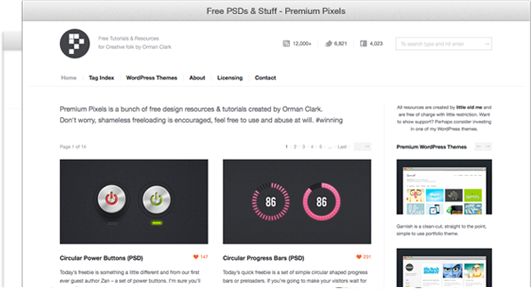 Free PSDs & Stuff - Premium Pixels
Free Tutorials & Resources
for Creative folk by Orman Clark
12,000+
8,821
4,023
To search type and hit enter
Home
Tag Index
WordPress Themes
About
Licensing
Contact
Premium Pixels is a bunch of free design resources & tutorials created by Orman Clark.
Don't worry, shameless freeloading is encouraged, feel free to use and abuse at will. #winning
All resources are created by little old me and
are free of charge with little restriction. Want
to show support? Perhaps consider investing
in one of my WordPress themes.
Page 1 of 14
1 2 3 4 5 ... Last
Premium WordPress Themes
86
86
Circular Power Buttons (PSD)
147
Today's freebie is something a little different and from our first
ever guest author Zan – a set of power buttons. I'm sure you'll
Circular Progress Bars (PSD)
131
Today's quick freebie is a set of simple circular shaped progress
bars or preloaders. If you're going to make your visitors wait for
Garnish is a clean-cut, straight to the point,
simple to use portfolio theme.